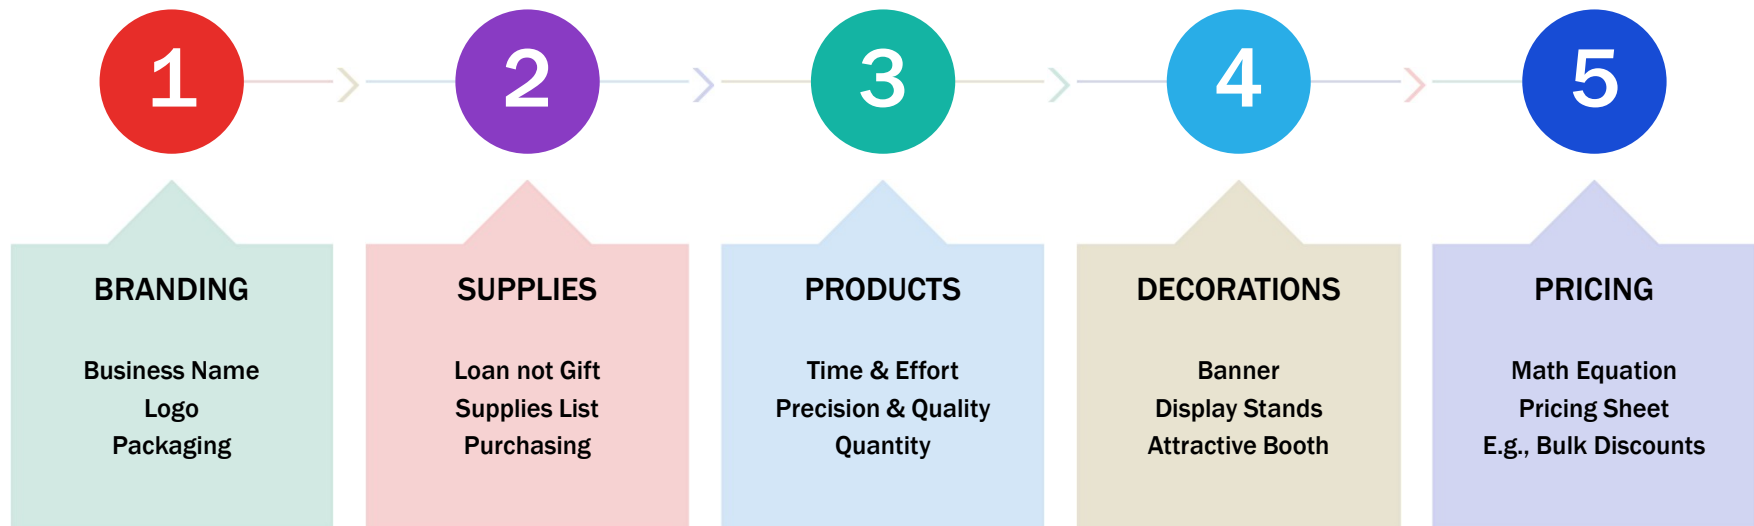 1
2
3
4
5
BRANDING
Business Name
Logo
Packaging
SUPPLIES
Loan not Gift
Supplies List
Purchasing
PRODUCTS
Time & Effort
Precision & Quality
Quantity
DECORATIONS
Banner
Display Stands
Attractive Booth
PRICING
Math Equation
Pricing Sheet
E.g., Bulk Discounts